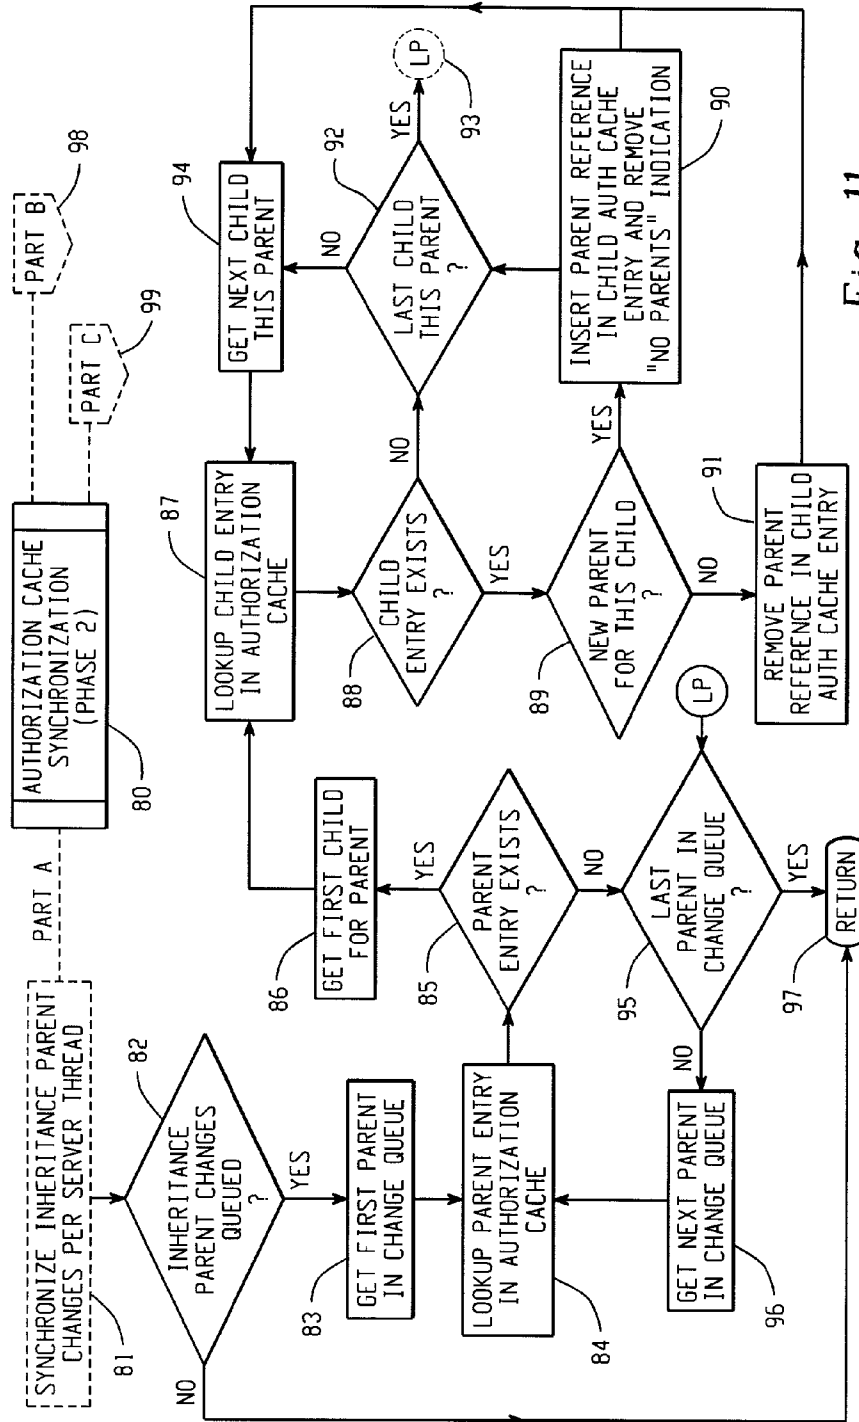 AUTHORIZATION CACHE
SYNCHRONIZATION
(PHASE 2)
80
PART A
PART B
98
PART C
99
SYNCHRONIZE INHERITANCE PARENT
CHANGES PER SERVER THREAD
81
INHERITANCE
PARENT CHANGES
QUEUED
?
82
NO
YES
GET FIRST PARENT
IN CHANGE QUEUE
83
LOOKUP PARENT ENTRY
IN AUTHORIZATION
CACHE
84
PARENT
ENTRY EXISTS
?
85
YES
NO
GET FIRST CHILD
FOR PARENT
86
LOOKUP CHILD ENTRY
IN AUTHORIZATION
CACHE
87
CHILD
ENTRY EXISTS
?
88
NO
YES
NEW PARENT
FOR THIS CHILD
?
89
YES
NO
INSERT PARENT REFERENCE
IN CHILD AUTH CACHE
ENTRY AND REMOVE
"NO PARENTS" INDICATION
90
REMOVE PARENT
REFERENCE IN CHILD
AUTH CACHE ENTRY
91
LAST CHILD
THIS PARENT
?
92
YES
NO
LP
93
GET NEXT CHILD
THIS PARENT
94
LP
LAST
PARENT IN
CHANGE QUEUE
?
95
NO
YES
GET NEXT PARENT
IN CHANGE QUEUE
96
RETURN
97
Fig. 11